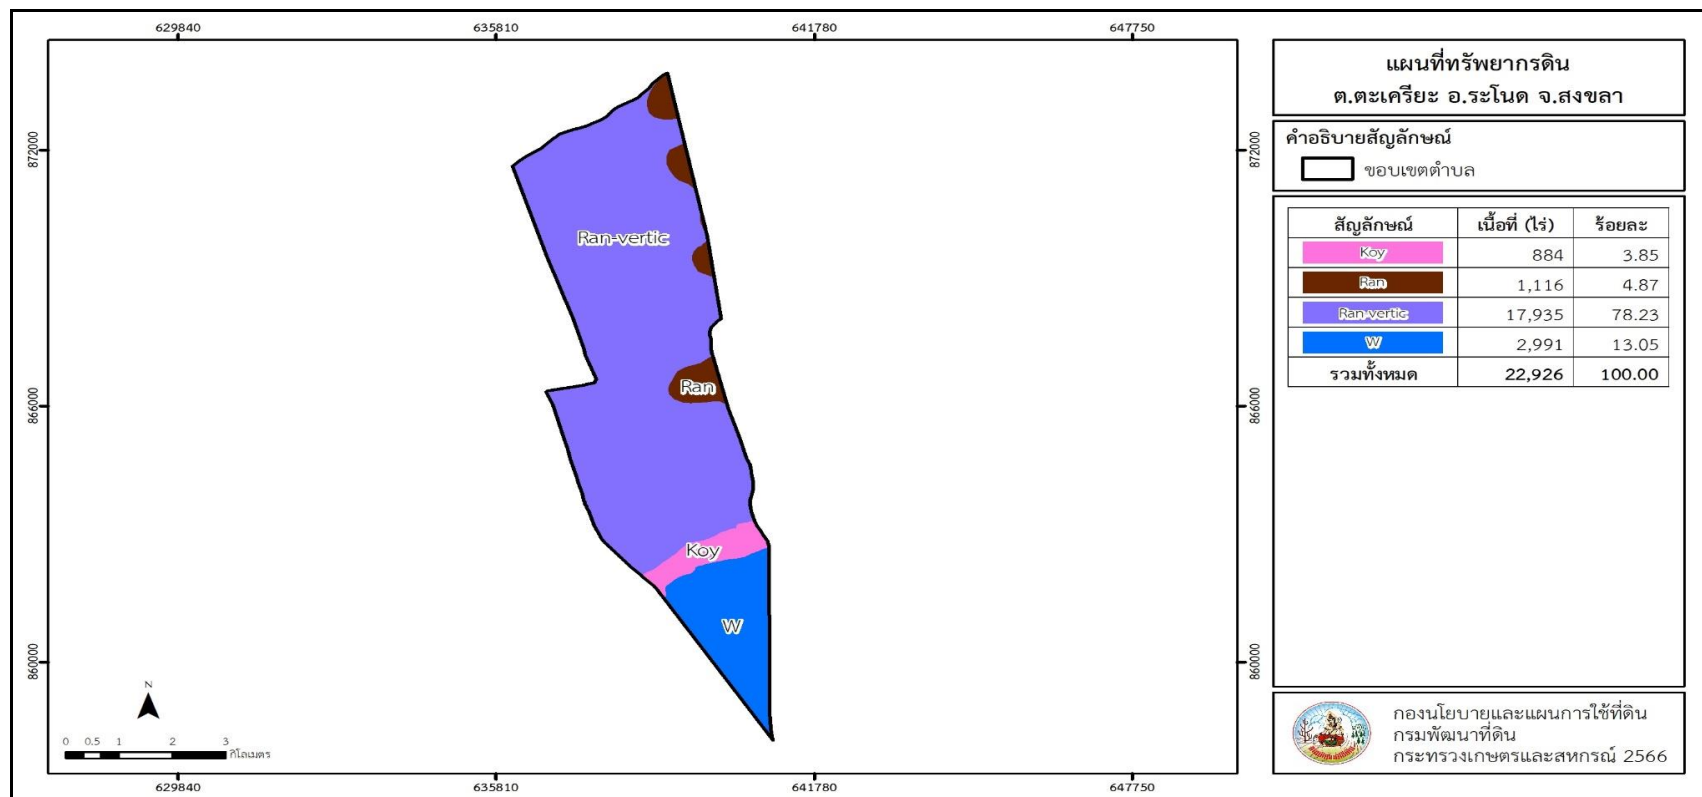 629840
635810
641780
647750
872000
872000
866000
866000
860000
860000
Ran-vertic
Ran
Koy
W
N
0 0.5 1 2 3
กิโลเมตร
629840
635810
641780
647750
แผนที่ทรัพยากรดิน
ต.ตะเครียะ อ.ระโนด จ.สงขลา
คำอธิบายสัญลักษณ์
ขอบเขตตำบล
สัญลักษณ์ เนื้อที่ (ไร่) ร้อยละ
Koy 884 3.85
Ran 1,116 4.87
Ran-vertic 17,935 78.23
W 2,991 13.05
รวมทั้งหมด 22,926 100.00
กองนโยบายและแผนการใช้ที่ดิน
กรมพัฒนาที่ดิน
กระทรวงเกษตรและสหกรณ์ 2566